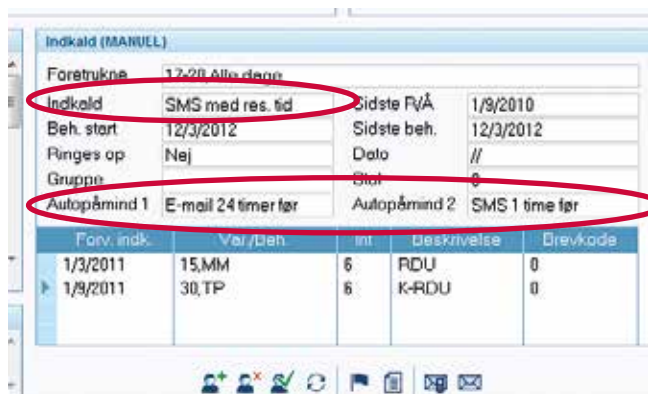 Indkald (MANUEL)
Foretrukne 17-20, Alle dage
Indkald SMS med res. tid Sidste R/Å 1/9/2010
Beh. start 12/3/2012 Sidste beh. 12/3/2012
Ringes op Nej Dato //
Gruppe Stol 0
Autopåmind 1 E-mail 24 timer før Autopåmind 2 SMS 1 time før
Forv. indk. Var./Beh. Int Beskrivelse Brevkode
1/3/2011 15,MM 6 RDU 0
1/9/2011 30,TP 6 K-RDU 0